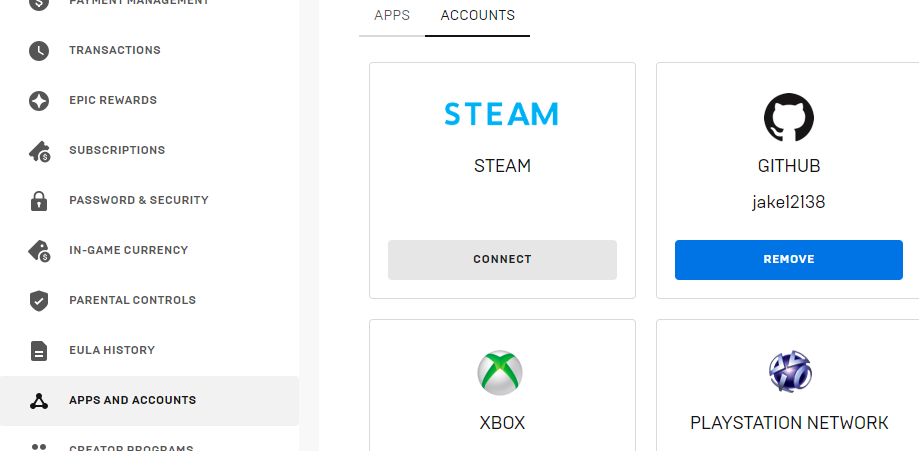 PAYMENT MANAGEMENT
TRANSACTIONS
EPIC REWARDS
SUBSCRIPTIONS
PASSWORD & SECURITY
IN-GAME CURRENCY
PARENTAL CONTROLS
EULA HISTORY
APPS AND ACCOUNTS
CREATOR PROGRAMS
APPS
ACCOUNTS
STEAM
STEAM
CONNECT
GITHUB
jake12138
REMOVE
XBOX
PLAYSTATION NETWORK